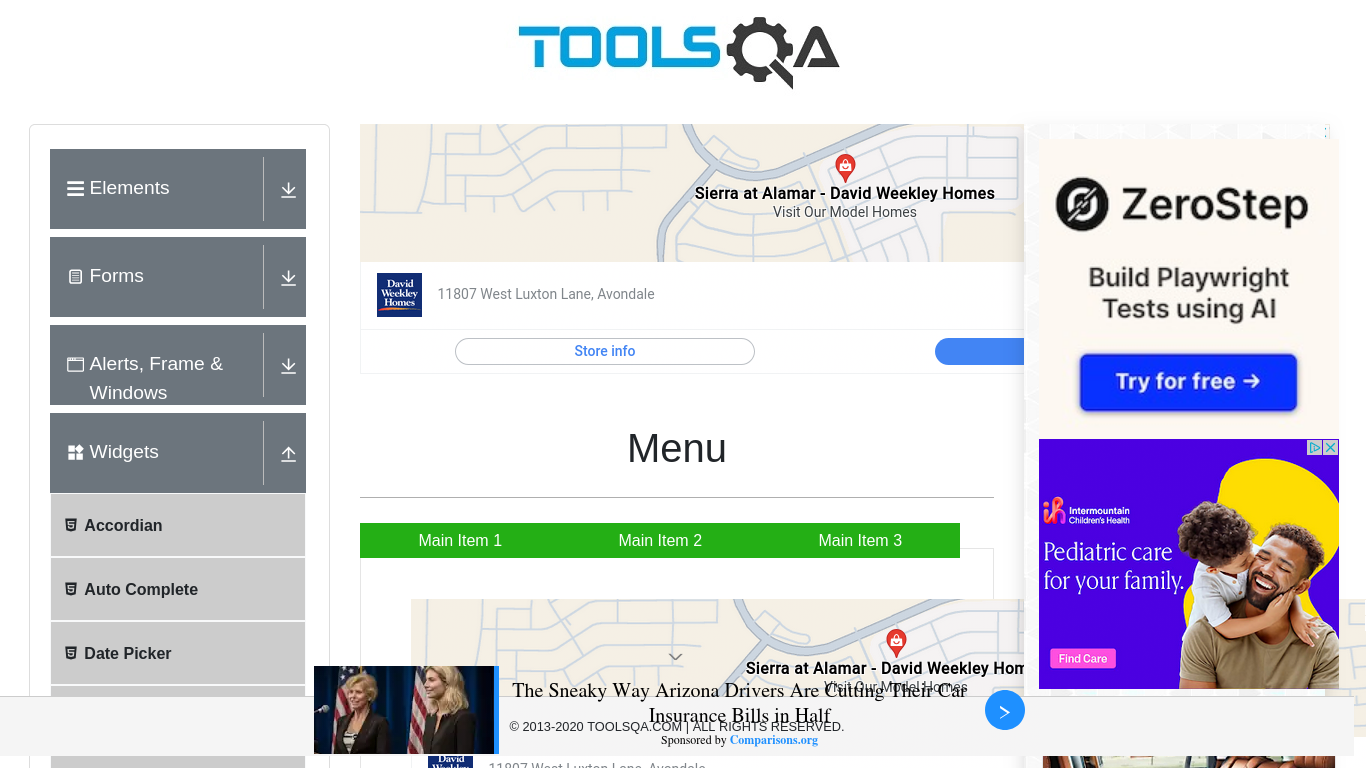 TOOLSQA
Elements
Forms
Alerts, Frame &
Windows
Widgets
Accordian
Auto Complete
Date Picker
Sierra at Alamar - David Weekley Homes
Visit Our Model Homes
David
Weekley
Homes
11807 West Luxton Lane, Avondale
Store info
Menu
Main Item 1
Main Item 2
Main Item 3
Sierra at Alamar - David Weekley Hom
Visit Our Model Homes
The Sneaky Way Arizona Drivers Are Cutting Their Car
Insurance Bills in Half
© 2013-2020 TOOLSQA.COM | ALL RIGHTS RESERVED.
Sponsored by Comparisons.org
David
Weekley
11807 West Luxton Lane, Avondale
ZeroStep
Build Playwright
Tests using AI
Try for free →
Intermountain
Children's Health
Pediatric care
for your family.
Find Care